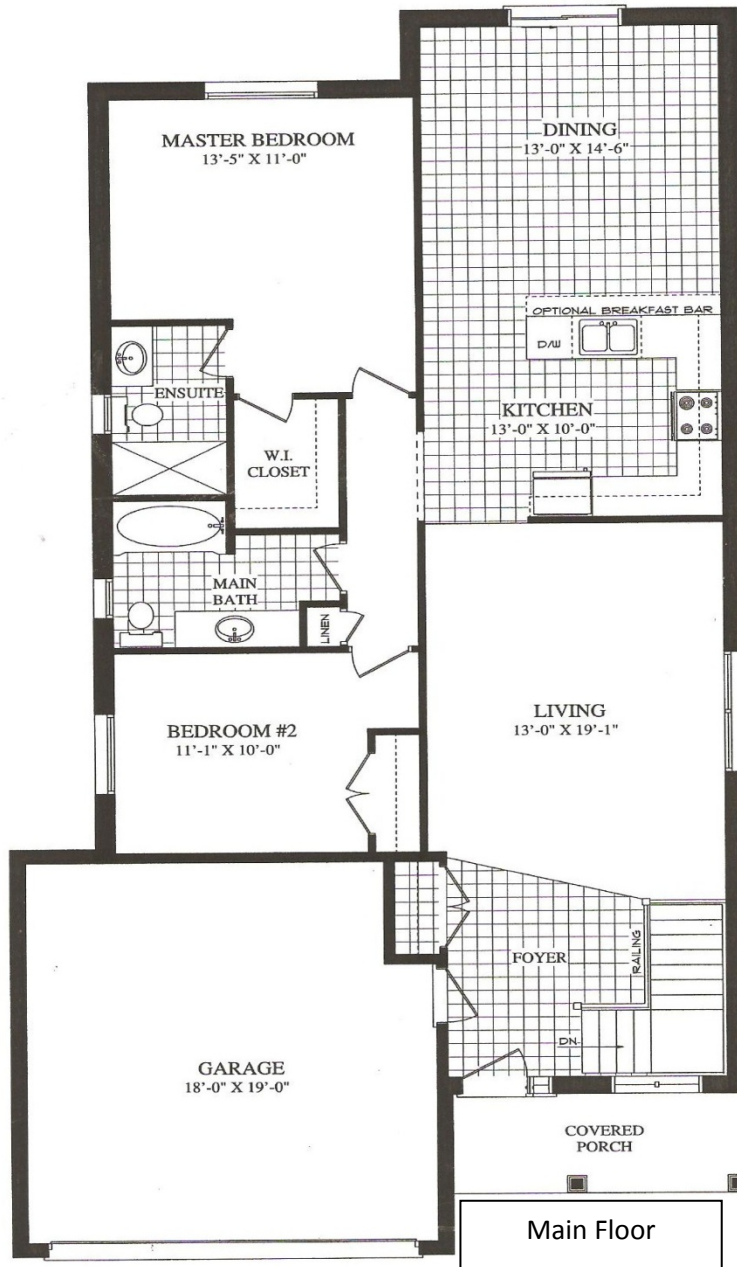 MASTER BEDROOM
13'-5" X 11'-0"
DINING
13'-0" X 14'-6"
OPTIONAL BREAKFAST BAR
D/W
ENSUITE
KITCHEN
13'-0" X 10'-0"
W.I.
CLOSET
MAIN
BATH
LINEN
BEDROOM #2
11'-1" X 10'-0"
LIVING
13'-0" X 19'-1"
FOYER
RAILING
DN
GARAGE
18'-0" X 19'-0"
COVERED
PORCH
Main Floor